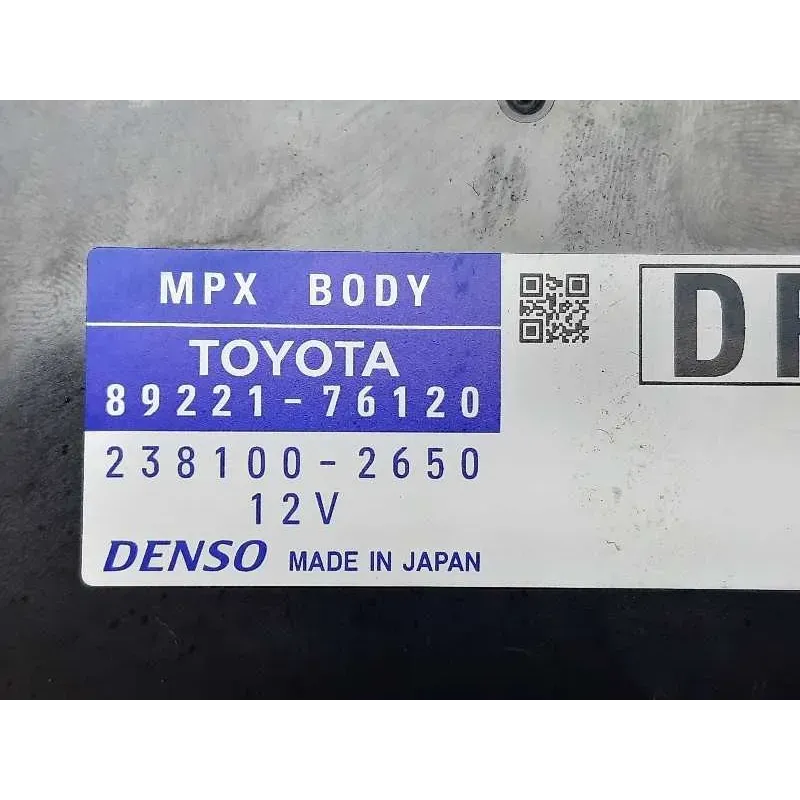 MPX BODY
TOYOTA
89221-76120
238100-2650
12V
DENSO MADE IN JAPAN
D